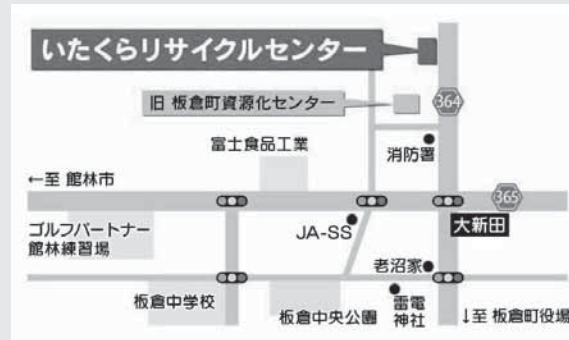 いたくらリサイクルセンター
旧 板倉町資源化センター
364
消防署
富士食品工業
←至 館林市
365
ゴルフパートナー
館林練習場
JA-SS
大新田
老沼家
板倉中学校
板倉中央公園
雷電
神社
↓至 板倉町役場